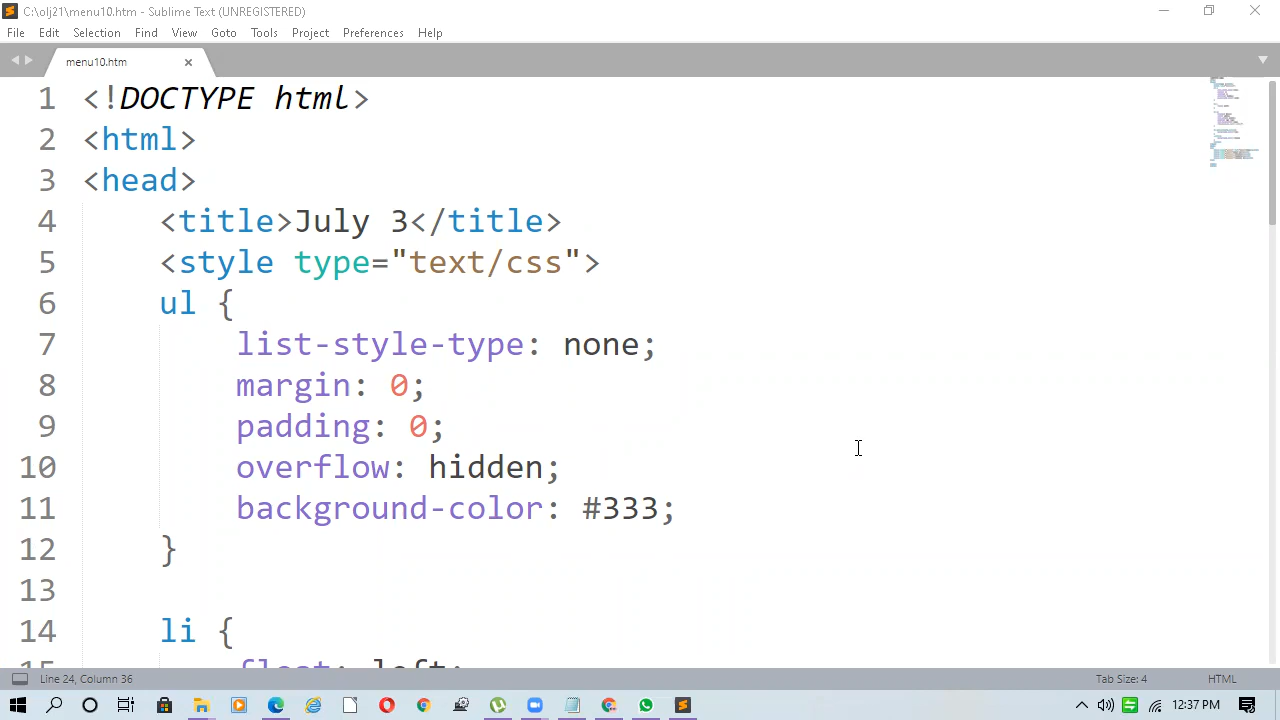 C:\olj21\menu10.htm - Sublime Text (UNREGISTERED)
File Edit Selection Find View Goto Tools Project Preferences Help
menu10.htm
1 <!DOCTYPE html>
2 <html>
3 <head>
4 <title>July 3</title>
5 <style type="text/css">
6 ul {
7 list-style-type: none;
8 margin: 0;
9 padding: 0;
10 overflow: hidden;
11 background-color: #333;
12 }
13
14 li {
15 float: left;
Line 24, Column 36
Tab Size: 4
HTML
12:37 PM